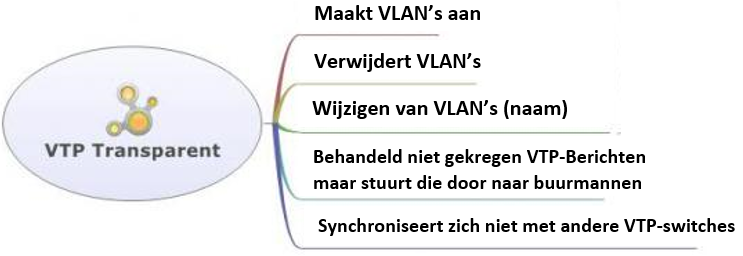 VTP Transparent
Maakt VLAN’s aan
Verwijdert VLAN’s
Wijzigen van VLAN’s (naam)
Behandeld niet gekregen VTP-Berichten
maar stuurt die door naar buurmannen
Synchroniseert zich niet met andere VTP-switches